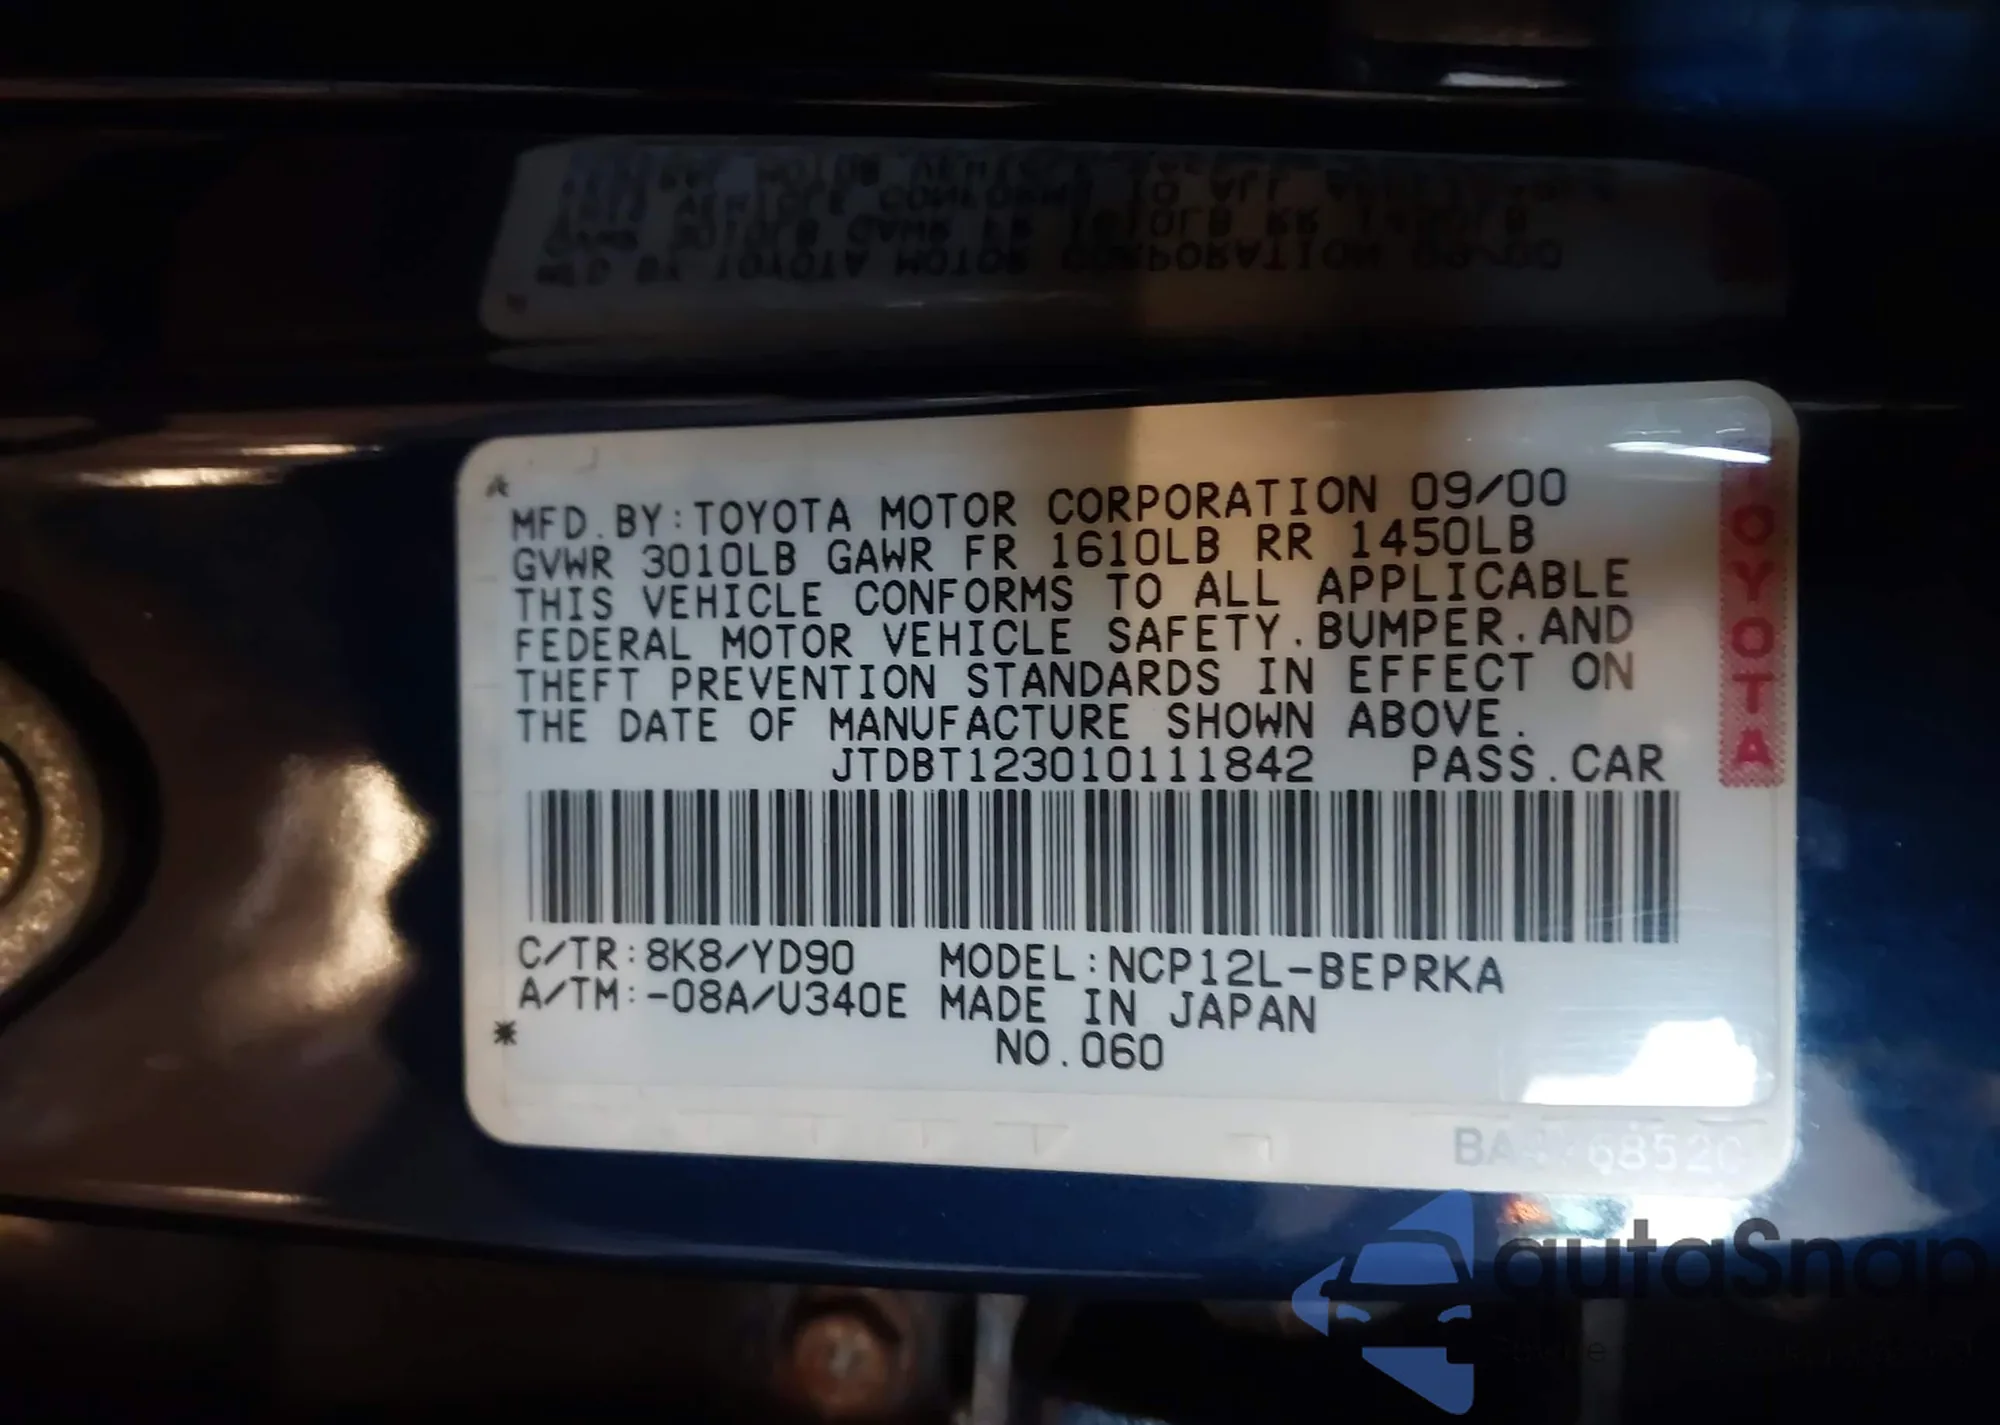 MFD.BY:TOYOTA MOTOR CORPORATION 09/00
GVWR 3010LB GAWR FR 1610LB RR 1450LB
THIS VEHICLE CONFORMS TO ALL APPLICABLE
FEDERAL MOTOR VEHICLE SAFETY.BUMPER.AND
THEFT PREVENTION STANDARDS IN EFFECT ON
THE DATE OF MANUFACTURE SHOWN ABOVE.
JTDBT123010111842 PASS.CAR
C/TR:8K8/YD90 MODEL:NCP12L-BEPRKA
A/TM:-08A/U340E MADE IN JAPAN
*
NO.060
TOYOTA
autaSnap